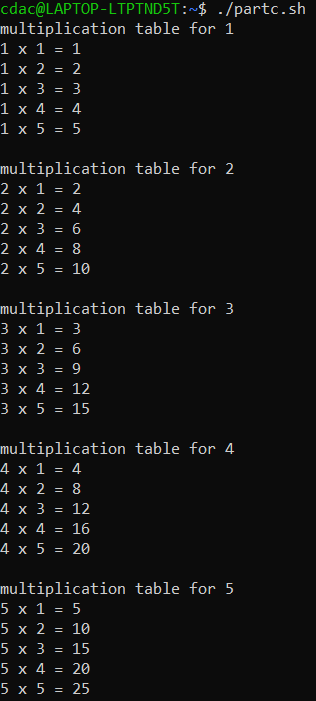 cdac@LAPTOP-LTPTND5T:~$ ./partc.sh
multiplication table for 1
1 x 1 = 1
1 x 2 = 2
1 x 3 = 3
1 x 4 = 4
1 x 5 = 5

multiplication table for 2
2 x 1 = 2
2 x 2 = 4
2 x 3 = 6
2 x 4 = 8
2 x 5 = 10

multiplication table for 3
3 x 1 = 3
3 x 2 = 6
3 x 3 = 9
3 x 4 = 12
3 x 5 = 15

multiplication table for 4
4 x 1 = 4
4 x 2 = 8
4 x 3 = 12
4 x 4 = 16
4 x 5 = 20

multiplication table for 5
5 x 1 = 5
5 x 2 = 10
5 x 3 = 15
5 x 4 = 20
5 x 5 = 25